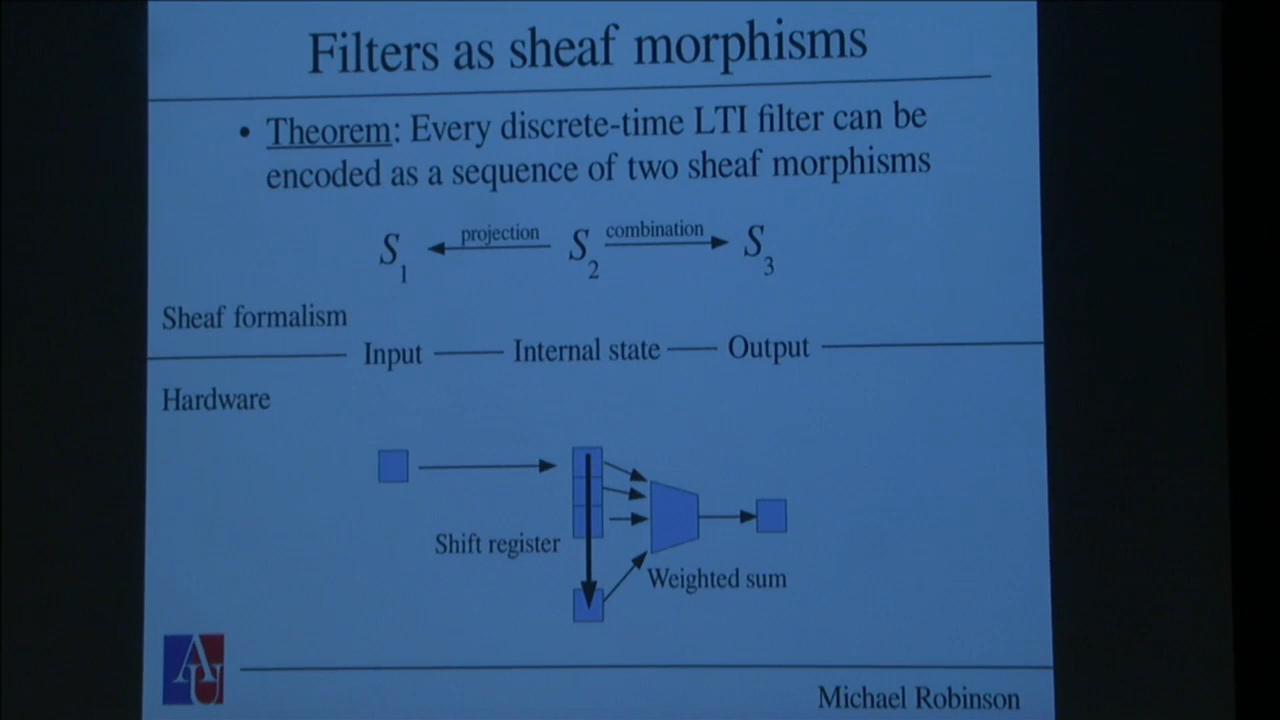 Filters as sheaf morphisms
• Theorem: Every discrete-time LTI filter can be
encoded as a sequence of two sheaf morphisms
S1 projection S2 combination S3
Sheaf formalism
Input Internal state Output
Hardware
Shift register
Weighted sum
AU
Michael Robinson